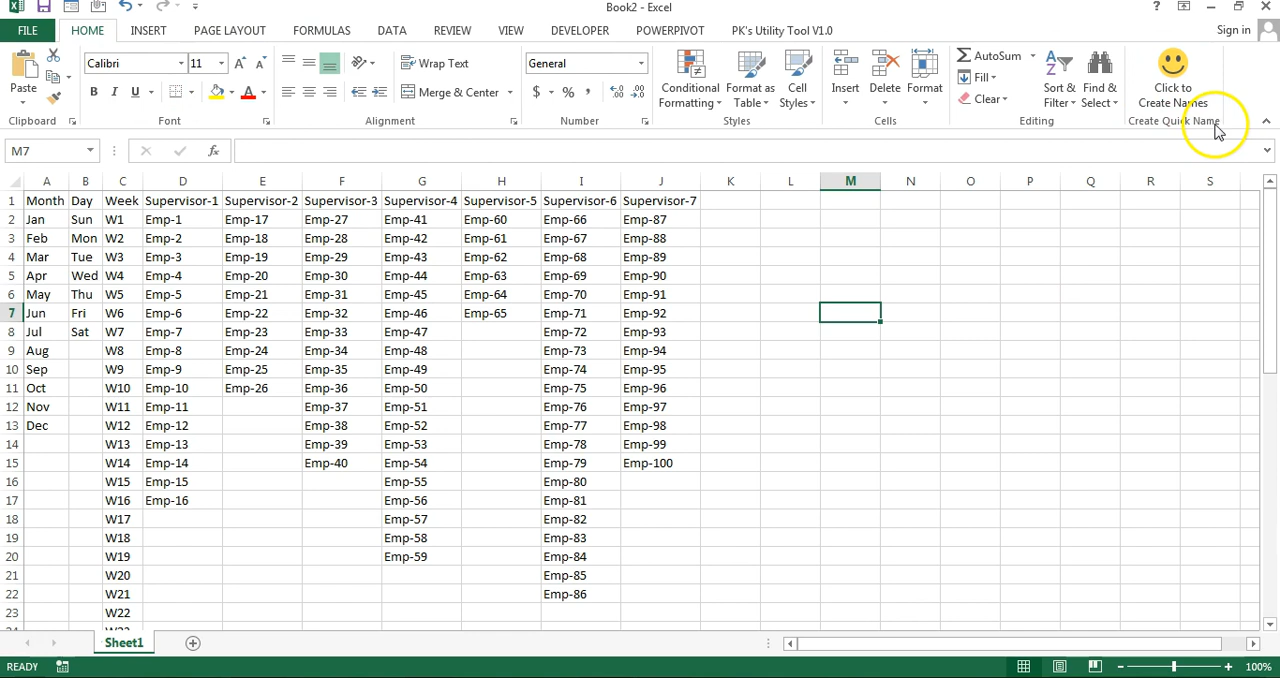 Book2 - Excel
?
FILE HOME INSERT PAGE LAYOUT FORMULAS DATA REVIEW VIEW DEVELOPER POWERPIVOT PK's Utility Tool V1.0 Sign in
Paste
Clipboard
Calibri 11
B I U
Font
Wrap Text
Merge & Center
Alignment
General
$ % ,
Number
Conditional Formatting
Format as Table
Cell Styles
Styles
Insert Delete Format
Cells
AutoSum
Fill
Clear
Sort & Filter
Find & Select
Editing
Click to Create Names
Create Quick Name
M7 fx
A B C D E F G H I J K L M N O P Q R S
1 Month Day Week Supervisor-1 Supervisor-2 Supervisor-3 Supervisor-4 Supervisor-5 Supervisor-6 Supervisor-7
2 Jan Sun W1 Emp-1 Emp-17 Emp-27 Emp-41 Emp-60 Emp-66 Emp-87
3 Feb Mon W2 Emp-2 Emp-18 Emp-28 Emp-42 Emp-61 Emp-67 Emp-88
4 Mar Tue W3 Emp-3 Emp-19 Emp-29 Emp-43 Emp-62 Emp-68 Emp-89
5 Apr Wed W4 Emp-4 Emp-20 Emp-30 Emp-44 Emp-63 Emp-69 Emp-90
6 May Thu W5 Emp-5 Emp-21 Emp-31 Emp-45 Emp-64 Emp-70 Emp-91
7 Jun Fri W6 Emp-6 Emp-22 Emp-32 Emp-46 Emp-65 Emp-71 Emp-92
8 Jul Sat W7 Emp-7 Emp-23 Emp-33 Emp-47 Emp-72 Emp-93
9 Aug W8 Emp-8 Emp-24 Emp-34 Emp-48 Emp-73 Emp-94
10 Sep W9 Emp-9 Emp-25 Emp-35 Emp-49 Emp-74 Emp-95
11 Oct W10 Emp-10 Emp-26 Emp-36 Emp-50 Emp-75 Emp-96
12 Nov W11 Emp-11 Emp-37 Emp-51 Emp-76 Emp-97
13 Dec W12 Emp-12 Emp-38 Emp-52 Emp-77 Emp-98
14 W13 Emp-13 Emp-39 Emp-53 Emp-78 Emp-99
15 W14 Emp-14 Emp-40 Emp-54 Emp-79 Emp-100
16 W15 Emp-15 Emp-55 Emp-80
17 W16 Emp-16 Emp-56 Emp-81
18 W17 Emp-57 Emp-82
19 W18 Emp-58 Emp-83
20 W19 Emp-59 Emp-84
21 W20 Emp-85
22 W21 Emp-86
23 W22
Sheet1
READY 100%